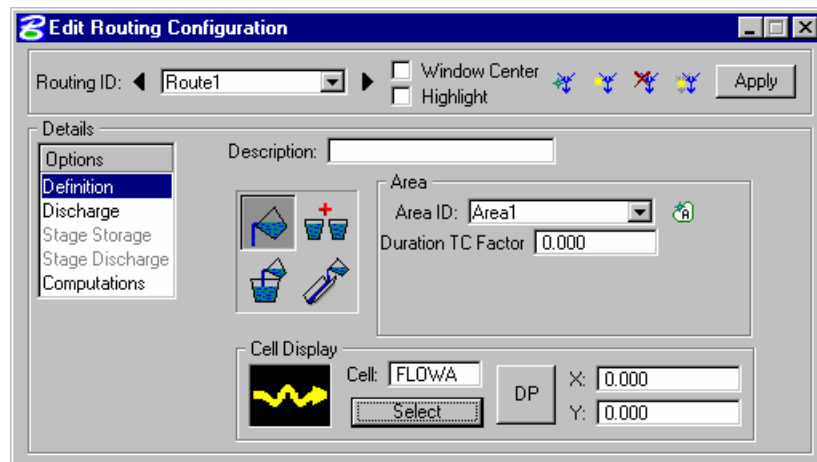 Edit Routing Configuration
Routing ID: Route1
Window Center
Highlight
Apply
Details
Options
Definition
Discharge
Stage Storage
Stage Discharge
Computations
Description:
Area
Area ID: Area1
Duration TC Factor 0.000
Cell Display
Cell: FLOWA
Select
DP
X: 0.000
Y: 0.000